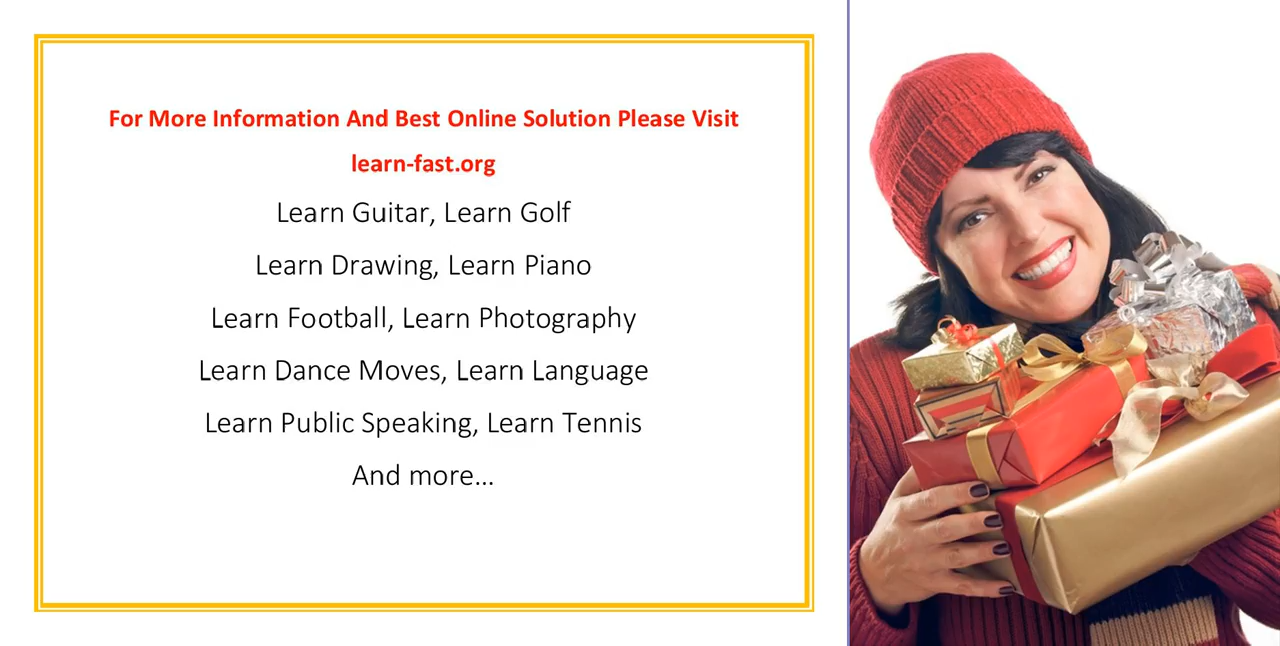 For More Information And Best Online Solution Please Visit
learn-fast.org
Learn Guitar, Learn Golf
Learn Drawing, Learn Piano
Learn Football, Learn Photography
Learn Dance Moves, Learn Language
Learn Public Speaking, Learn Tennis
And more...